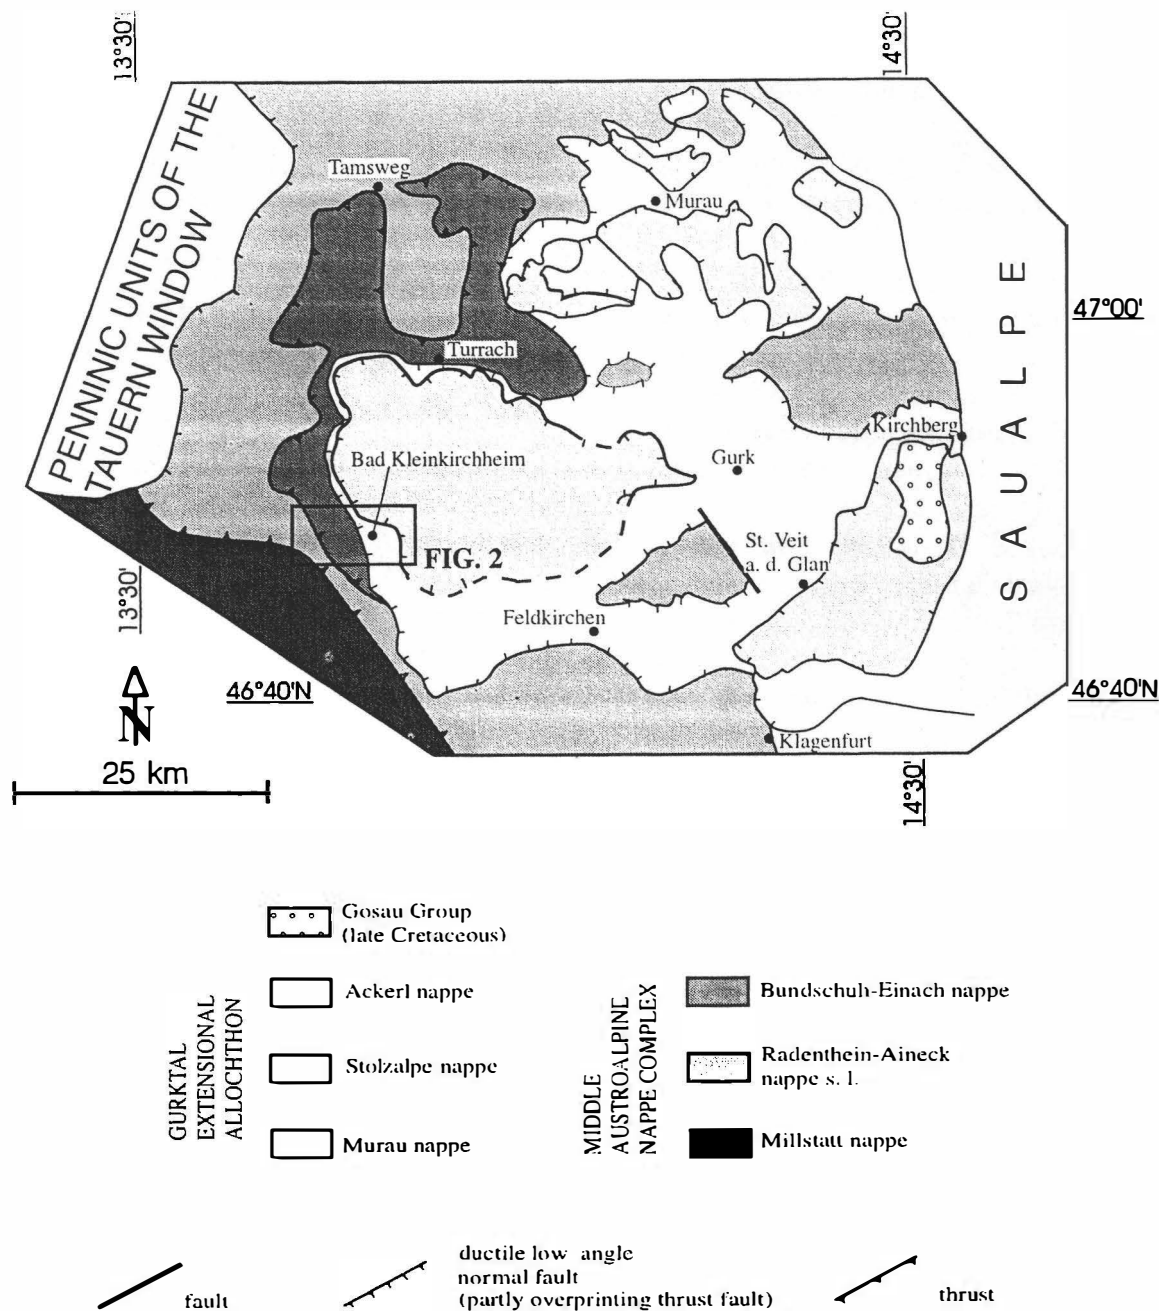 13°30'
14°30'
PENNINIC UNITS OF THE
TAUERN WINDOW
Tamsweg
Murau
47°00'
Turrach
SAUALPE
Kirchberg
Bad Kleinkirchheim
Gurk
FIG. 2
St. Veit
a. d. Glan
13°30'
Feldkirchen
46°40'N
46°40'N
N
Klagenfurt
25 km
14°30'
Gosau Group
(late Cretaceous)
GURKTAL
EXTENSIONAL
ALLOCHTHON
Ackerl nappe
Stolzalpe nappe
Murau nappe
MIDDLE
AUSTROALPINE
NAPPE COMPLEX
Bundschuh-Einach nappe
Radenthein-Aineck
nappe s. l.
Millstatt nappe
fault
ductile low angle
normal fault
(partly overprinting thrust fault)
thrust